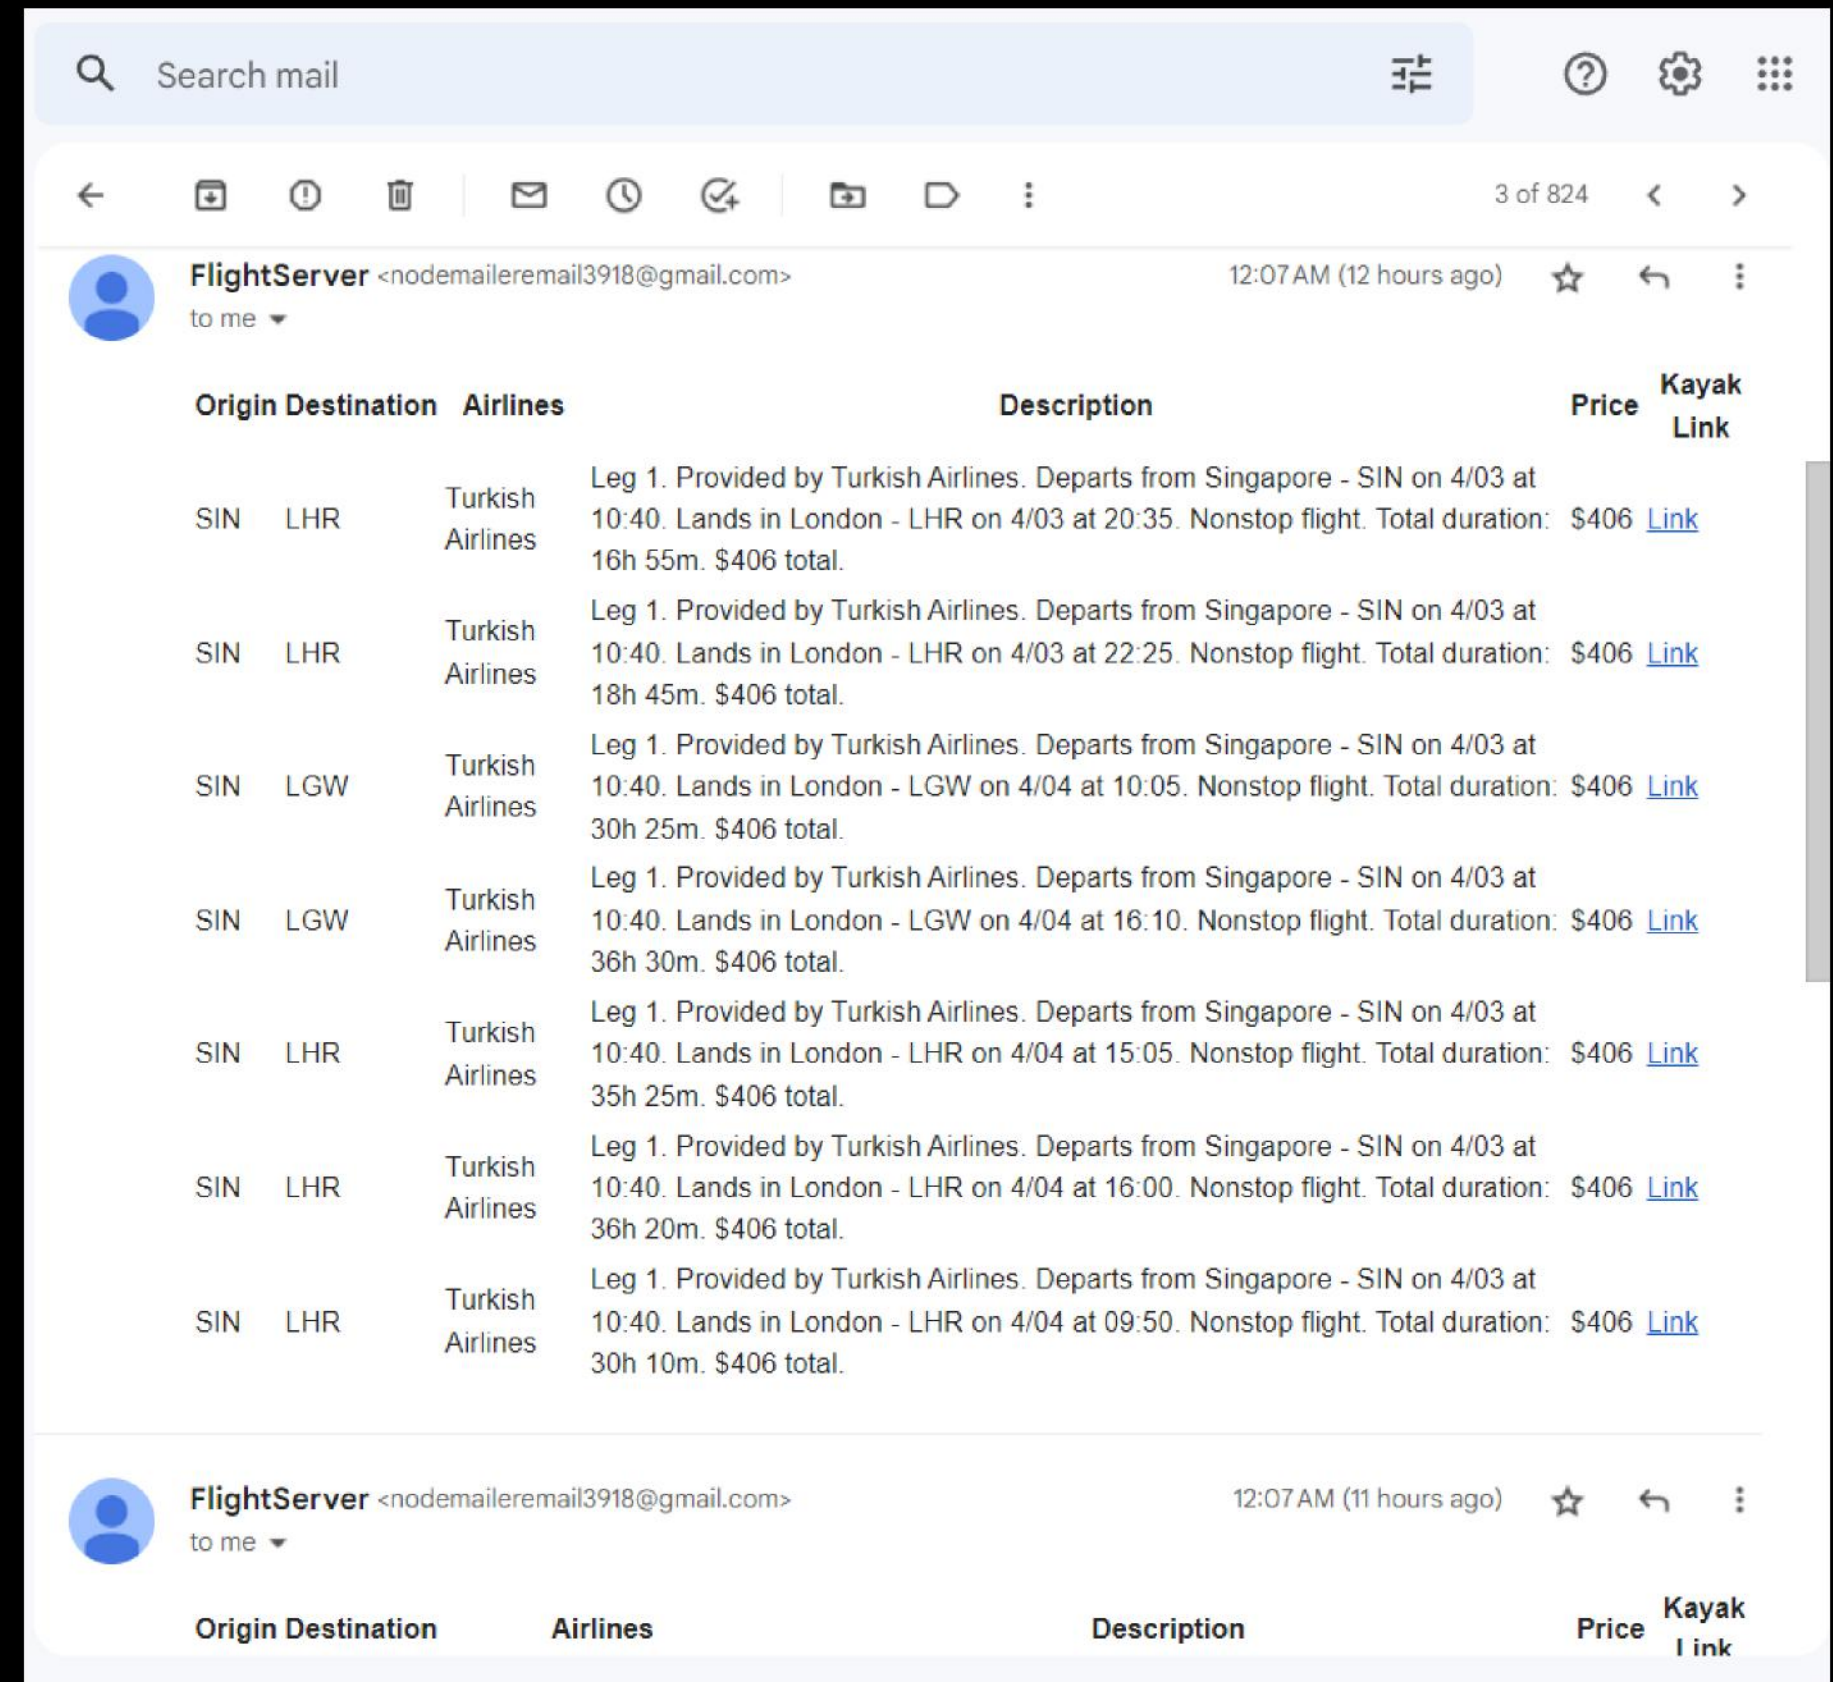 Search mail
3 of 824
FlightServer <nodemaileremail3918@gmail.com>
12:07 AM (12 hours ago)
to me
Origin Destination Airlines Description Price Kayak Link
Turkish Airlines
SIN LHR
Leg 1. Provided by Turkish Airlines. Departs from Singapore - SIN on 4/03 at
10:40. Lands in London - LHR on 4/03 at 20:35. Nonstop flight. Total duration:
16h 55m. $406 total.
$406 Link
Turkish Airlines
SIN LHR
Leg 1. Provided by Turkish Airlines. Departs from Singapore - SIN on 4/03 at
10:40. Lands in London - LHR on 4/03 at 22:25. Nonstop flight. Total duration:
18h 45m. $406 total.
$406 Link
Turkish Airlines
SIN LGW
Leg 1. Provided by Turkish Airlines. Departs from Singapore - SIN on 4/03 at
10:40. Lands in London - LGW on 4/04 at 10:05. Nonstop flight. Total duration:
30h 25m. $406 total.
$406 Link
Turkish Airlines
SIN LGW
Leg 1. Provided by Turkish Airlines. Departs from Singapore - SIN on 4/03 at
10:40. Lands in London - LGW on 4/04 at 16:10. Nonstop flight. Total duration:
36h 30m. $406 total.
$406 Link
Turkish Airlines
SIN LHR
Leg 1. Provided by Turkish Airlines. Departs from Singapore - SIN on 4/03 at
10:40. Lands in London - LHR on 4/04 at 15:05. Nonstop flight. Total duration:
35h 25m. $406 total.
$406 Link
Turkish Airlines
SIN LHR
Leg 1. Provided by Turkish Airlines. Departs from Singapore - SIN on 4/03 at
10:40. Lands in London - LHR on 4/04 at 16:00. Nonstop flight. Total duration:
36h 20m. $406 total.
$406 Link
Turkish Airlines
SIN LHR
Leg 1. Provided by Turkish Airlines. Departs from Singapore - SIN on 4/03 at
10:40. Lands in London - LHR on 4/04 at 09:50. Nonstop flight. Total duration:
30h 10m. $406 total.
$406 Link
FlightServer <nodemaileremail3918@gmail.com>
12:07 AM (11 hours ago)
to me
Origin Destination Airlines Description Price Kayak Link